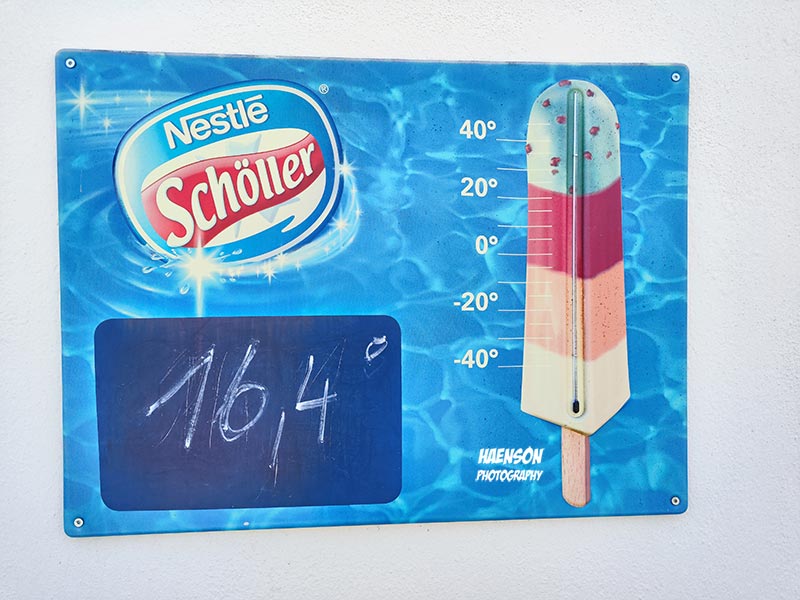 Nestlé ®
Schöller
40°
20°
0°
-20°
-40°
16,4°
HAENSON
PHOTOGRAPHY